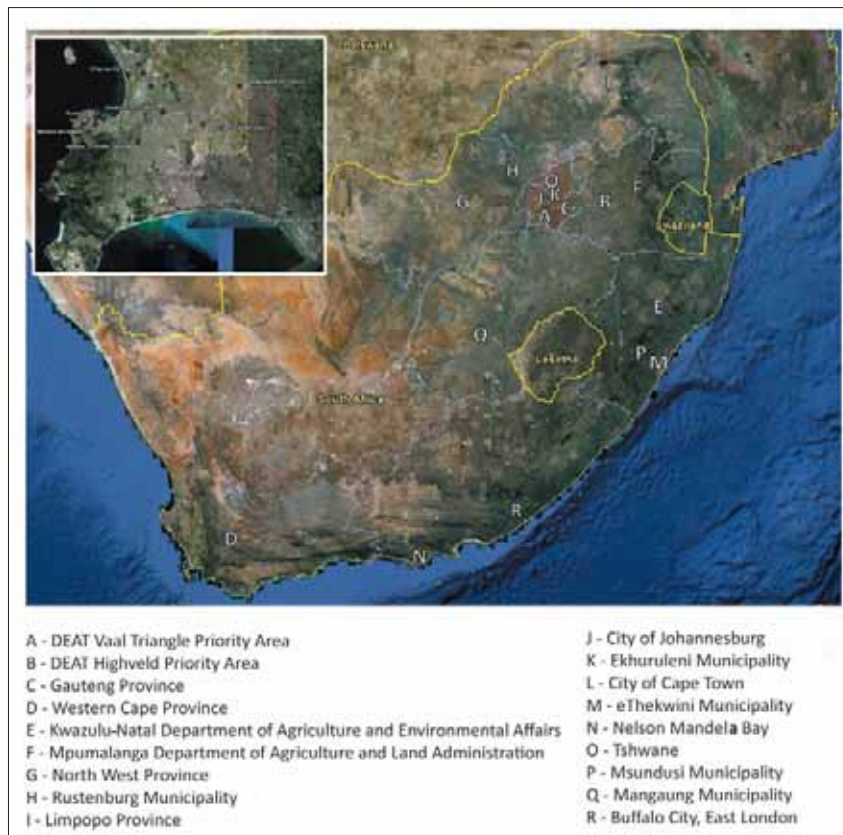 H
O
G
J
K
R
F
A
C
Swaziland
E
O
Lesotho
P
M
South Africa
R
D
N
A - DEAT Vaal Triangle Priority Area
B - DEAT Highveld Priority Area
C - Gauteng Province
D - Western Cape Province
E - Kwazulu-Natal Department of Agriculture and Environmental Affairs
F - Mpumalanga Department of Agriculture and Land Administration
G - North West Province
H - Rustenburg Municipality
I - Limpopo Province
J - City of Johannesburg
K - Ekhuruleni Municipality
L - City of Cape Town
M - eThekwini Municipality
N - Nelson Mandela Bay
O - Tshwane
P - Msundusi Municipality
Q - Mangaung Municipality
R - Buffalo City, East London